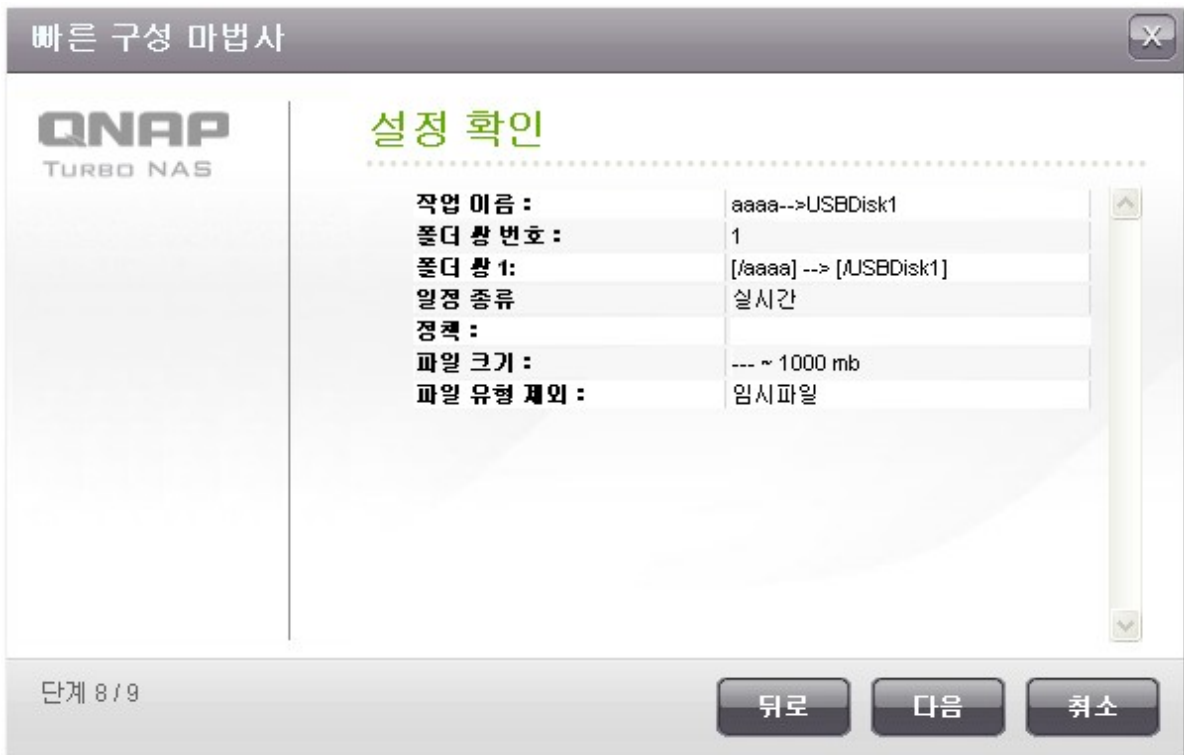 빠른 구성 마법사
X
QNAP
TURBO NAS
설정 확인
작업 이름 : aaaa-->USBDisk1
폴더 쌍 번호 : 1
폴더 쌍 1: [/aaaa] --> [/USBDisk1]
일정 종류 실시간
정책 :
파일 크기 : --- ~ 1000 mb
파일 유형 제외 : 임시파일
단계 8 / 9
뒤로
다음
취소